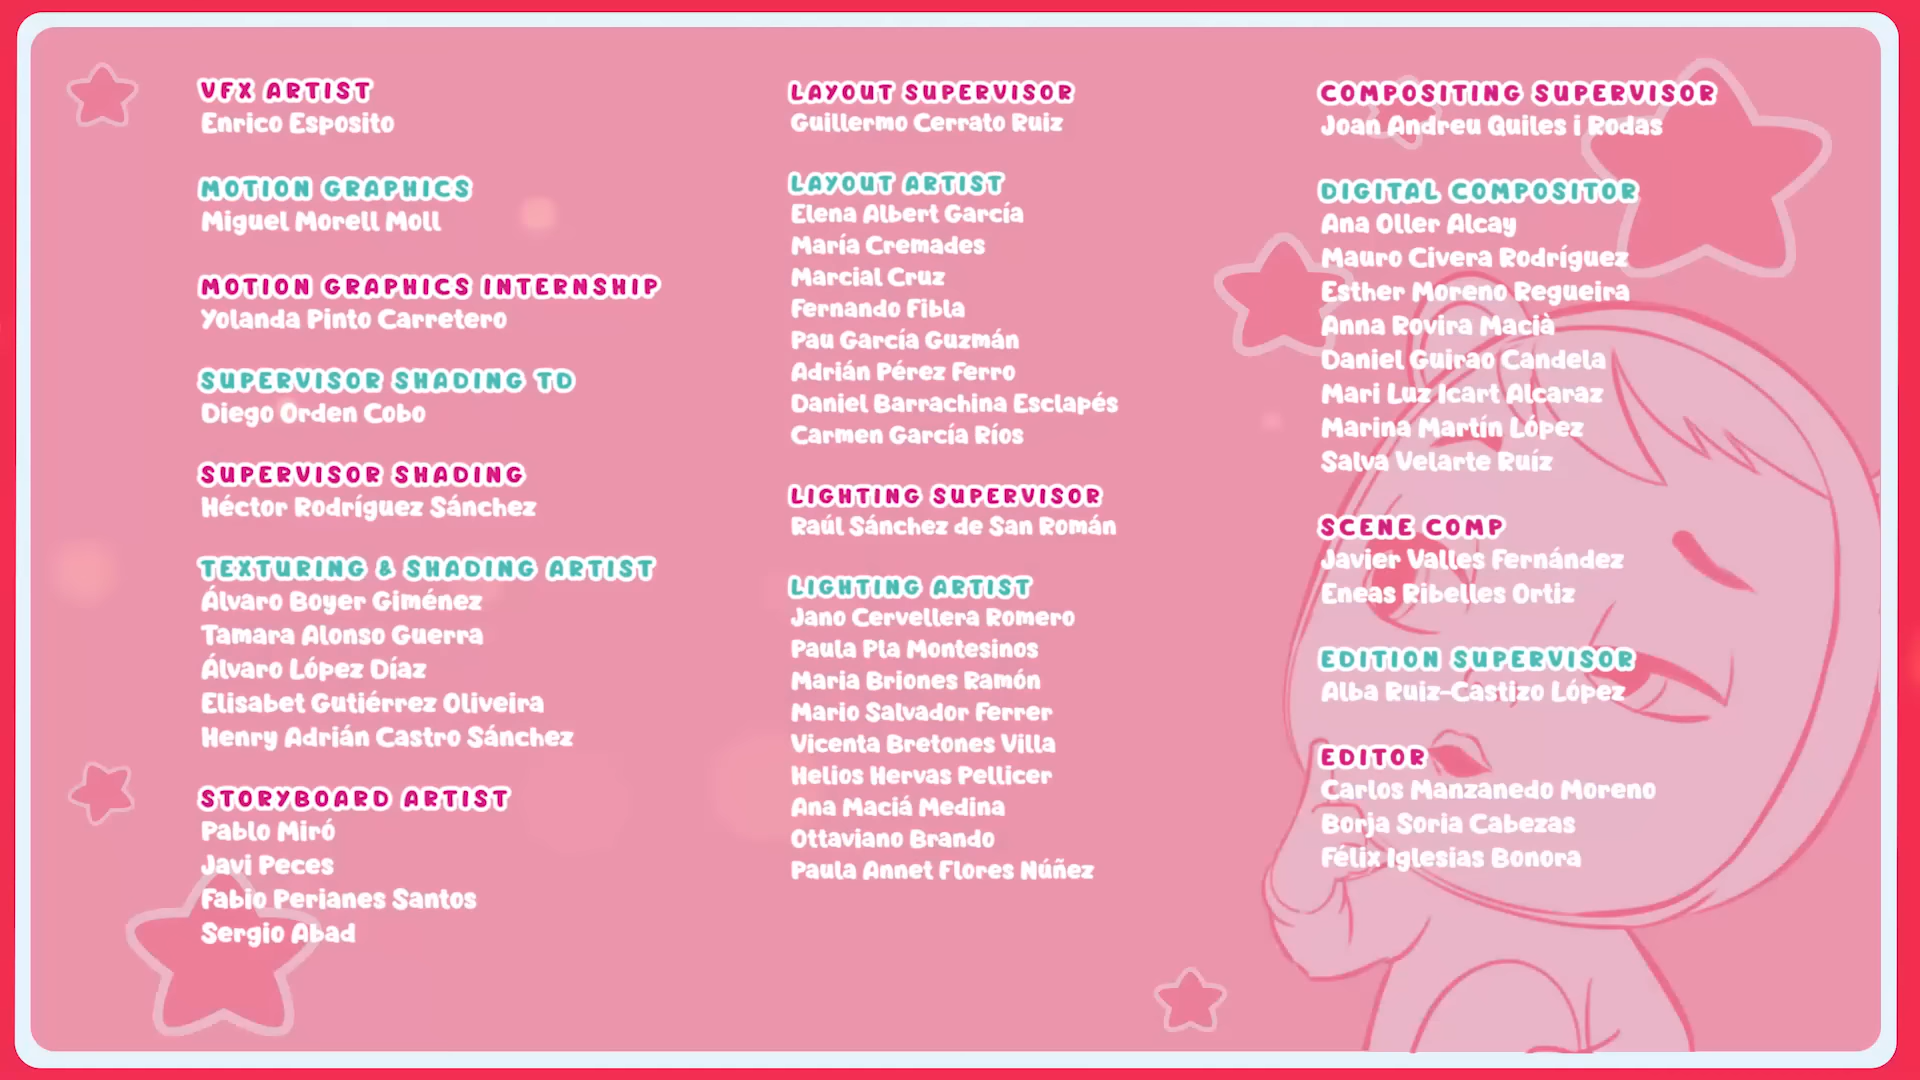 VFX ARTIST
Enrico Esposito
MOTION GRAPHICS
Miguel Morell Moll
MOTION GRAPHICS INTERNSHIP
Yolanda Pinto Carretero
SUPERVISOR SHADING TD
Diego Orden Cobo
SUPERVISOR SHADING
Héctor Rodríguez Sánchez
TEXTURING & SHADING ARTIST
Álvaro Boyer Giménez
Tamara Alonso Guerra
Álvaro López Díaz
Elisabet Gutiérrez Oliveira
Henry Adrián Castro Sánchez
STORYBOARD ARTIST
Pablo Miró
Javi Peces
Fabio Perianes Santos
Sergio Abad
LAYOUT SUPERVISOR
Guillermo Cerrato Ruiz
LAYOUT ARTIST
Elena Albert García
María Cremades
Marcial Cruz
Fernando Fibla
Pau García Guzmán
Adrián Pérez Ferro
Daniel Barrachina Esclapés
Carmen García Ríos
LIGHTING SUPERVISOR
Raúl Sánchez de San Román
LIGHTING ARTIST
Jano Cervellera Romero
Paula Pla Montesinos
Maria Briones Ramón
Mario Salvador Ferrer
Vicenta Bretones Villa
Helios Hervas Pellicer
Ana Maciá Medina
Ottaviano Brando
Paula Annet Flores Núñez
COMPOSITING SUPERVISOR
Joan Andreu Quiles i Rodas
DIGITAL COMPOSITOR
Ana Oller Alcay
Mauro Civera Rodríguez
Esther Moreno Regueira
Anna Rovira Macià
Daniel Guirao Candela
Mari Luz Icart Alcaraz
Marina Martín López
Salva Velarte Ruíz
SCENE COMP
Javier Valles Fernández
Eneas Ribelles Ortiz
EDITION SUPERVISOR
Alba Ruiz-Castizo López
EDITOR
Carlos Manzanedo Moreno
Borja Soria Cabezas
Félix Iglesias Bonora